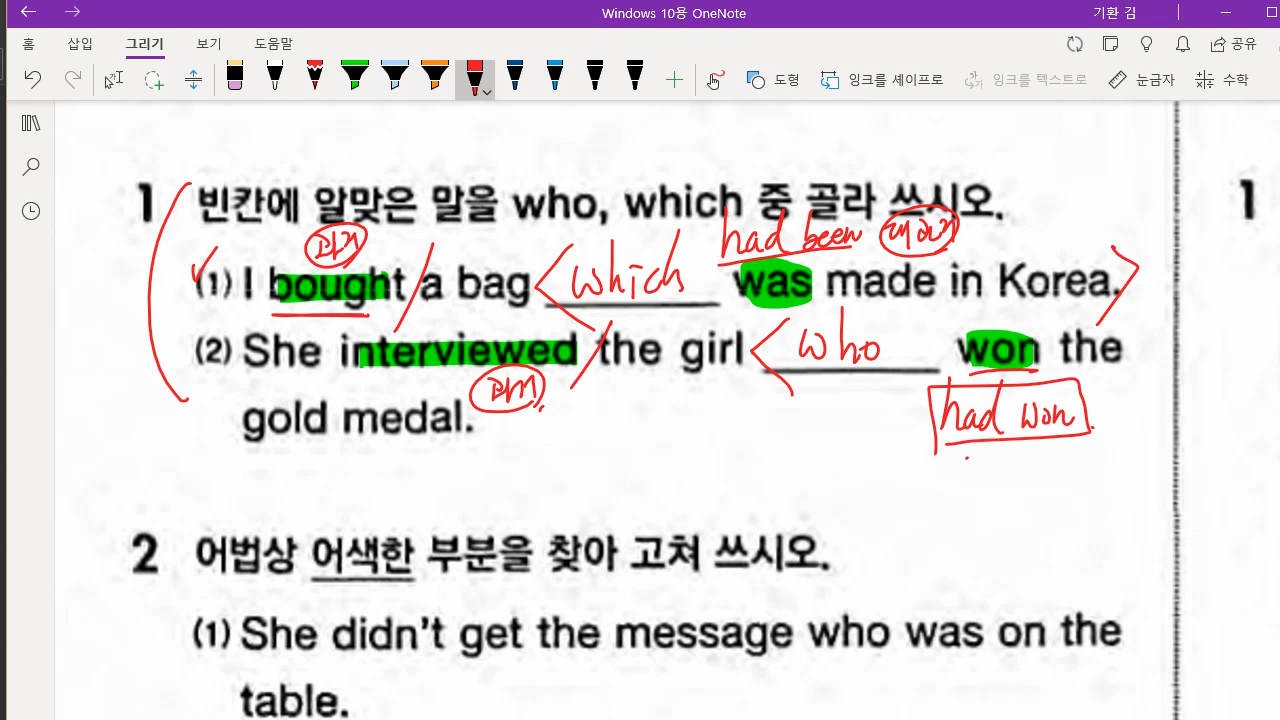 Windows 10용 OneNote
기환 김
홈 삽입 그리기 보기 도움말
공유
도형 잉크를 셰이프로 잉크를 텍스트로 눈금자 수학
1 빈칸에 알맞은 말을 who, which 중 골라 쓰시오.
과거 had been
(1) I bought a bag which was made in Korea.
(2) She interviewed the girl who won the
gold medal.
had won
2 어법상 어색한 부분을 찾아 고쳐 쓰시오.
(1) She didn't get the message who was on the
table.
1